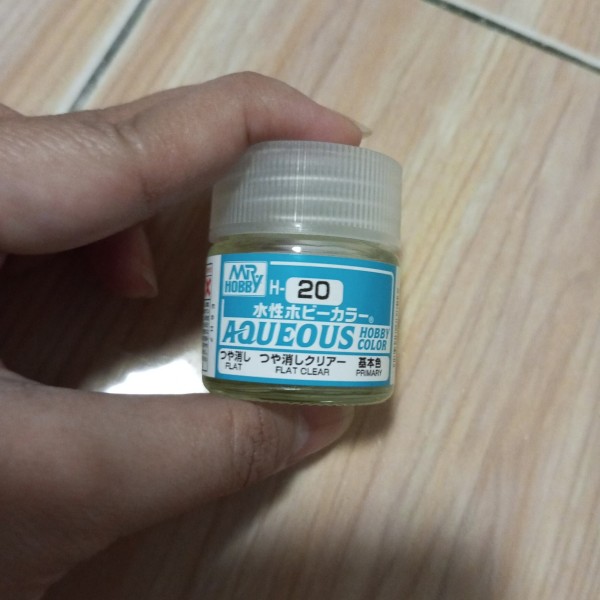 MR. HOBBY
H-20
水性ホビーカラー®
AQUEOUS HOBBY COLOR
つや消し つや消しクリアー 基本色
FLAT FLAT CLEAR PRIMARY